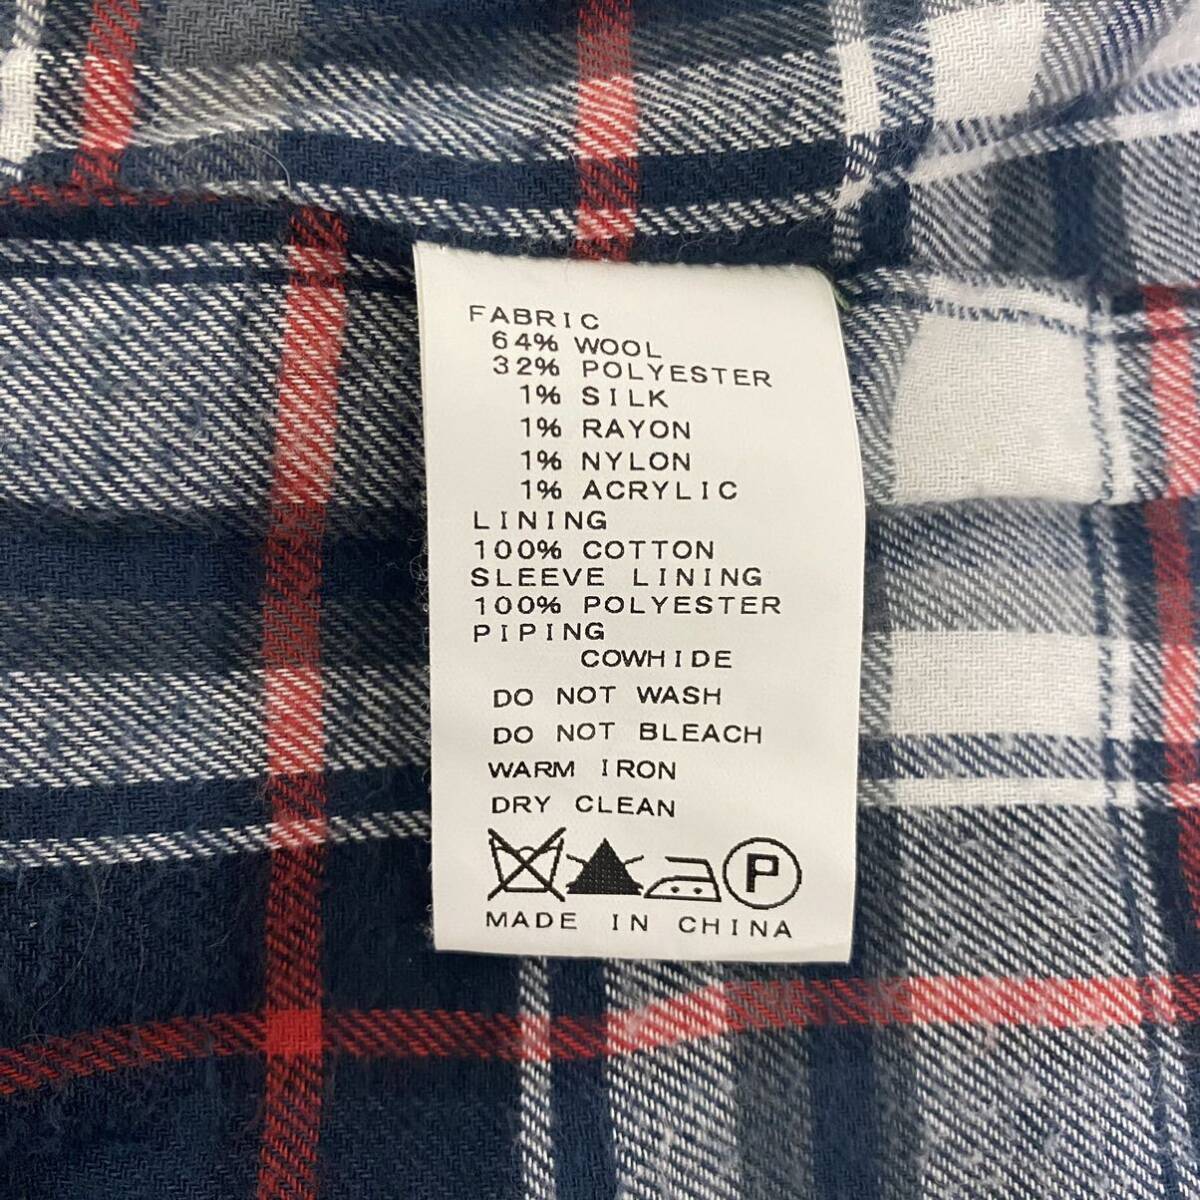 FABRIC
64% WOOL
32% POLYESTER
1% SILK
1% RAYON
1% NYLON
1% ACRYLIC
LINING
100% COTTON
SLEEVE LINING
100% POLYESTER
PIPING
COWHIDE
DO NOT WASH
DO NOT BLEACH
WARM IRON
DRY CLEAN
P
MADE IN CHINA